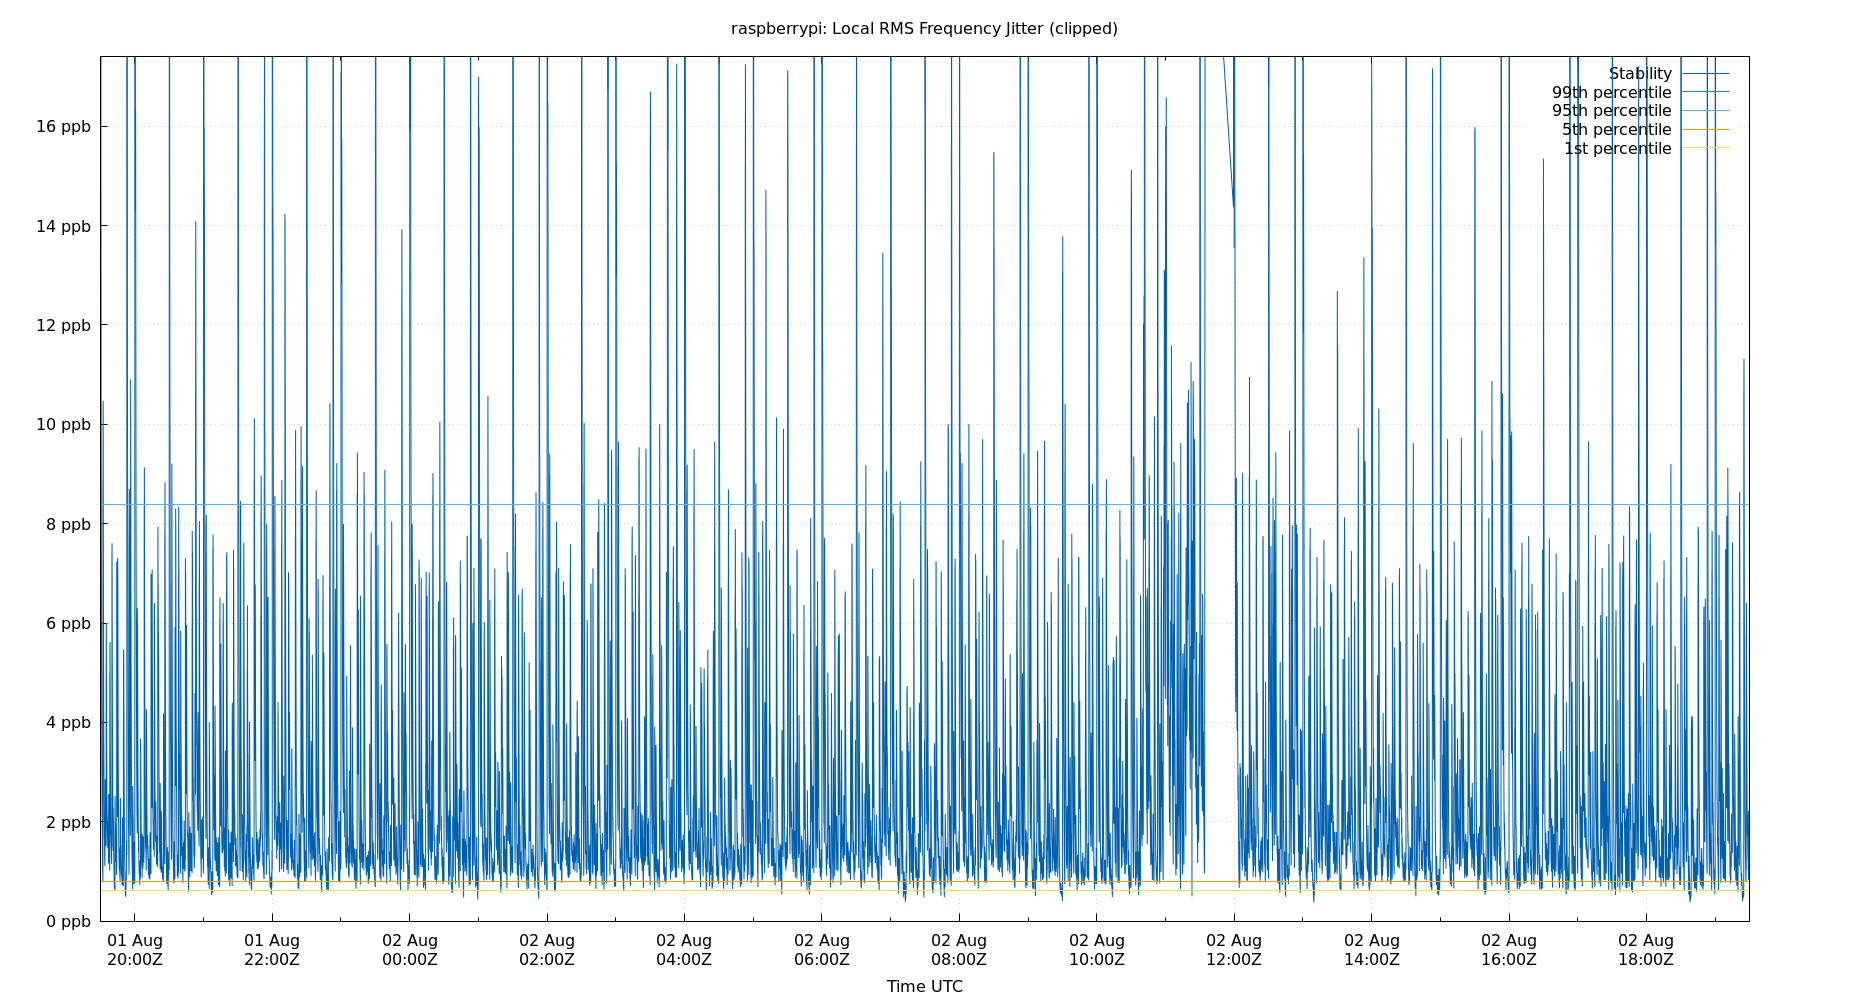 raspberrypi: Local RMS Frequency Jitter (clipped)
Stability
99th percentile
95th percentile
5th percentile
1st percentile
16 ppb
14 ppb
12 ppb
10 ppb
8 ppb
6 ppb
4 ppb
2 ppb
0 ppb
01 Aug 01 Aug 02 Aug 02 Aug 02 Aug 02 Aug 02 Aug 02 Aug 02 Aug 02 Aug 02 Aug 02 Aug
20:00Z 22:00Z 00:00Z 02:00Z 04:00Z 06:00Z 08:00Z 10:00Z 12:00Z 14:00Z 16:00Z 18:00Z
Time UTC